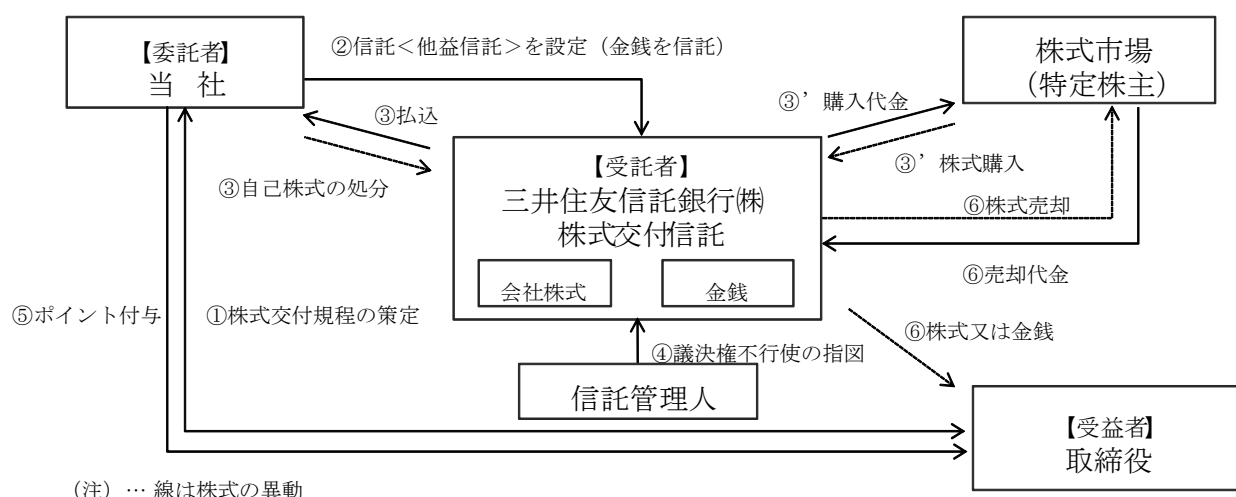 【委託者】
当　社
②信託＜他益信託＞を設定（金銭を信託）
株式市場
（特定株主）
③払込
③’購入代金
【受託者】
三井住友信託銀行㈱
株式交付信託
③自己株式の処分
③’株式購入
⑥株式売却
会社株式
金銭
⑥売却代金
⑤ポイント付与
①株式交付規程の策定
④議決権不行使の指図
⑥株式又は金銭
信託管理人
【受益者】
取締役
（注）… 線は株式の異動